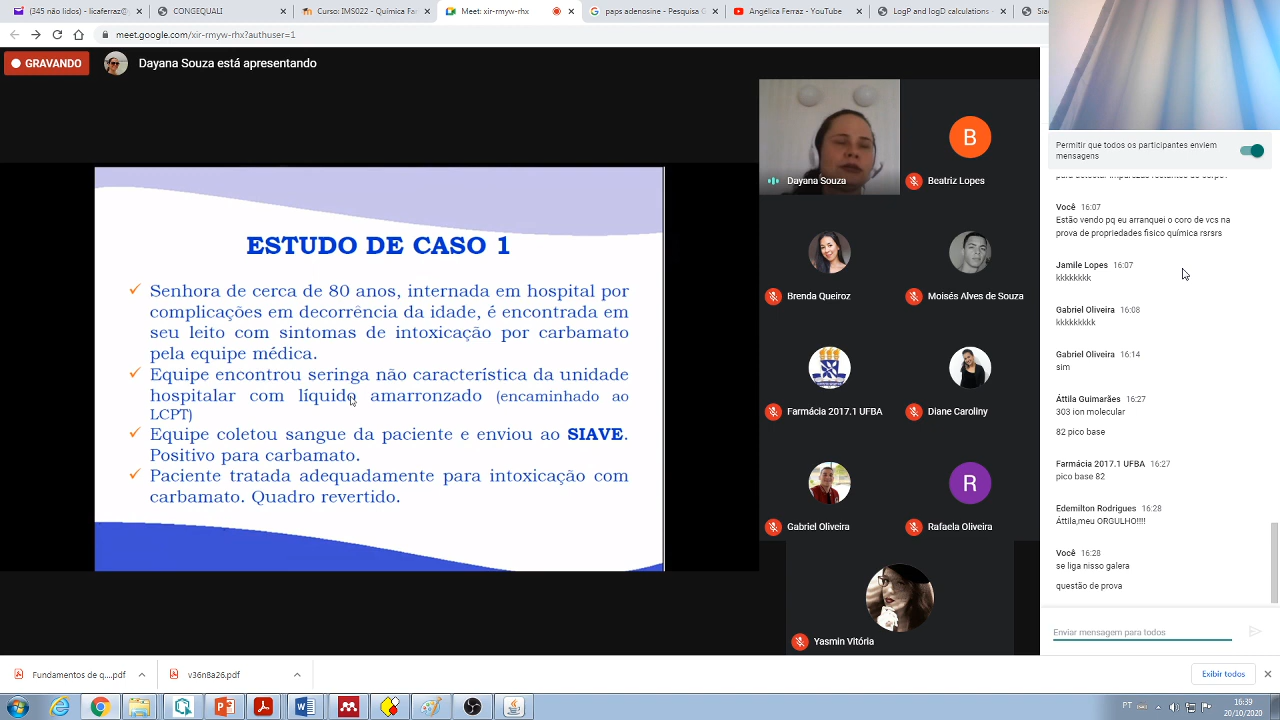 (345 não lidos) - licaferraz@
CONGEQUALI
Curso: IMS022 - Química Far
Meet: xir-rmyw-rhx
paps adenosine - Pesquisa G
Angélica Ferraz - YouTube
LogP and logD calculations -
meet.google.com/xir-rmyw-rhx?authuser=1
GRAVANDO
Dayana Souza está apresentando
ESTUDO DE CASO 1
Senhora de cerca de 80 anos, internada em hospital por
complicações em decorrência da idade, é encontrada em
seu leito com sintomas de intoxicação por carbamato
pela equipe médica.
Equipe encontrou seringa não característica da unidade
hospitalar com líquido amarronzado (encaminhado ao
LCPT)
Equipe coletou sangue da paciente e enviou ao SIAVE.
Positivo para carbamato.
Paciente tratada adequadamente para intoxicação com
carbamato. Quadro revertido.
Dayana Souza
B
Beatriz Lopes
Brenda Queiroz
Moisés Alves de Souza
Farmácia 2017.1 UFBA
Diane Caroliny
Gabriel Oliveira
R
Rafaela Oliveira
Yasmin Vitória
Permitir que todos os participantes enviem
mensagens
Você 16:07
Estão vendo pq eu arranquei o coro de vcs na
prova de propriedades fisico química rsrsrs
Jamile Lopes 16:07
kkkkkkkk
Gabriel Oliveira 16:08
kkkkkkkkk
Gabriel Oliveira 16:14
sim
Áttila Guimarães 16:27
303 ion molecular
82 pico base
Farmácia 2017.1 UFBA 16:27
pico base 82
Edemilton Rodrigues 16:28
Áttila,meu ORGULHO!!!!
Você 16:28
se liga nisso galera
questão de prova
Enviar mensagem para todos
Fundamentos de q....pdf
v36n8a26.pdf
Exibir todos
PT
16:39
20/10/2020